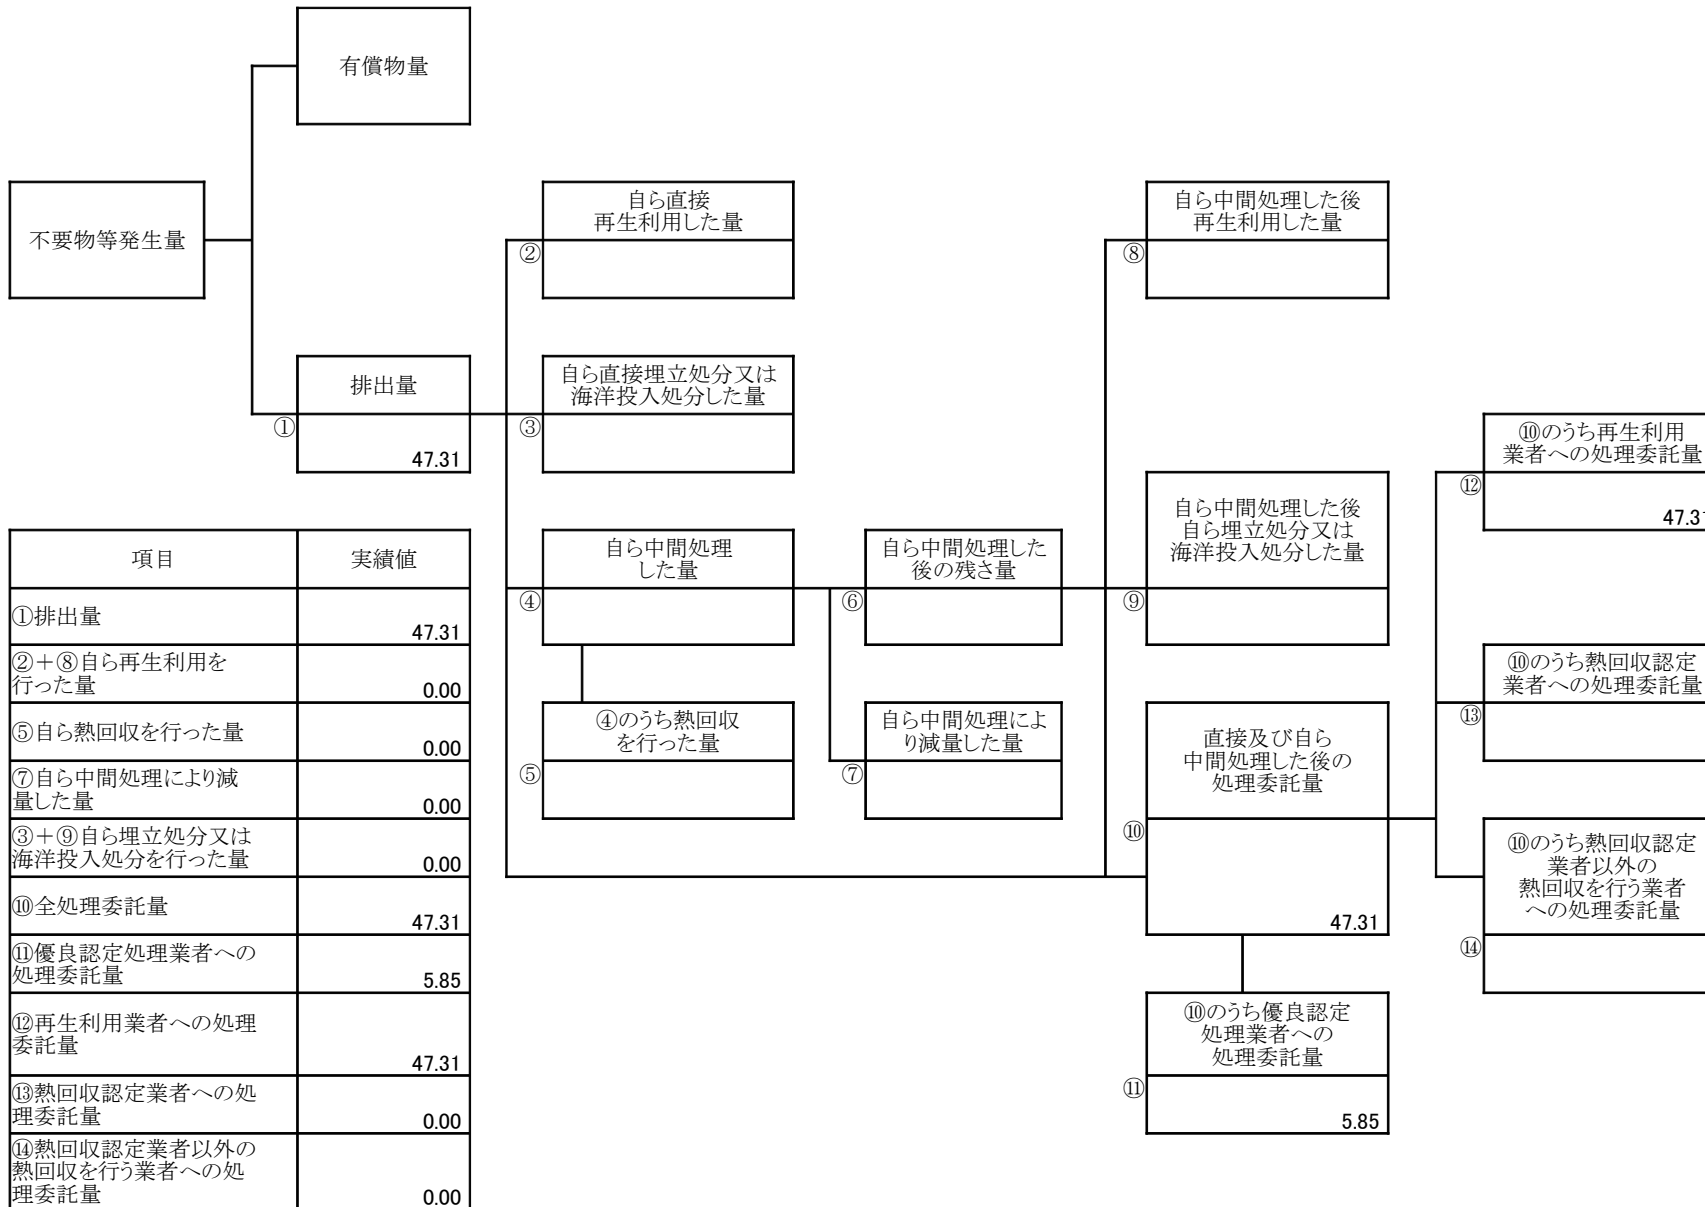 有償物量
不要物等発生量
自ら直接
再生利用した量
②
自ら中間処理した後
再生利用した量
⑧
排出量
①
47.31
自ら直接埋立処分又は
海洋投入処分した量
③
⑩のうち再生利用
業者への処理委託量
⑫
47.3
自ら中間処理した後
自ら埋立処分又は
海洋投入処分した量
⑨
自ら中間処理
した量
④
自ら中間処理した
後の残さ量
⑥
⑩のうち熱回収認定
業者への処理委託量
⑬
④のうち熱回収
を行った量
⑤
自ら中間処理によ
り減量した量
⑦
直接及び自ら
中間処理した後の
処理委託量
⑩
47.31
⑩のうち熱回収認定
業者以外の
熱回収を行う業者
への処理委託量
⑭
⑩のうち優良認定
処理業者への
処理委託量
⑪
5.85
項目 実績値
①排出量
47.31
②+⑧自ら再生利用を
行った量
0.00
⑤自ら熱回収を行った量
0.00
⑦自ら中間処理により減
量した量
0.00
③+⑨自ら埋立処分又は
海洋投入処分を行った量
0.00
⑩全処理委託量
47.31
⑪優良認定処理業者への
処理委託量
5.85
⑫再生利用業者への処理
委託量
47.31
⑬熱回収認定業者への処
理委託量
0.00
⑭熱回収認定業者以外の
熱回収を行う業者への処
理委託量
0.00